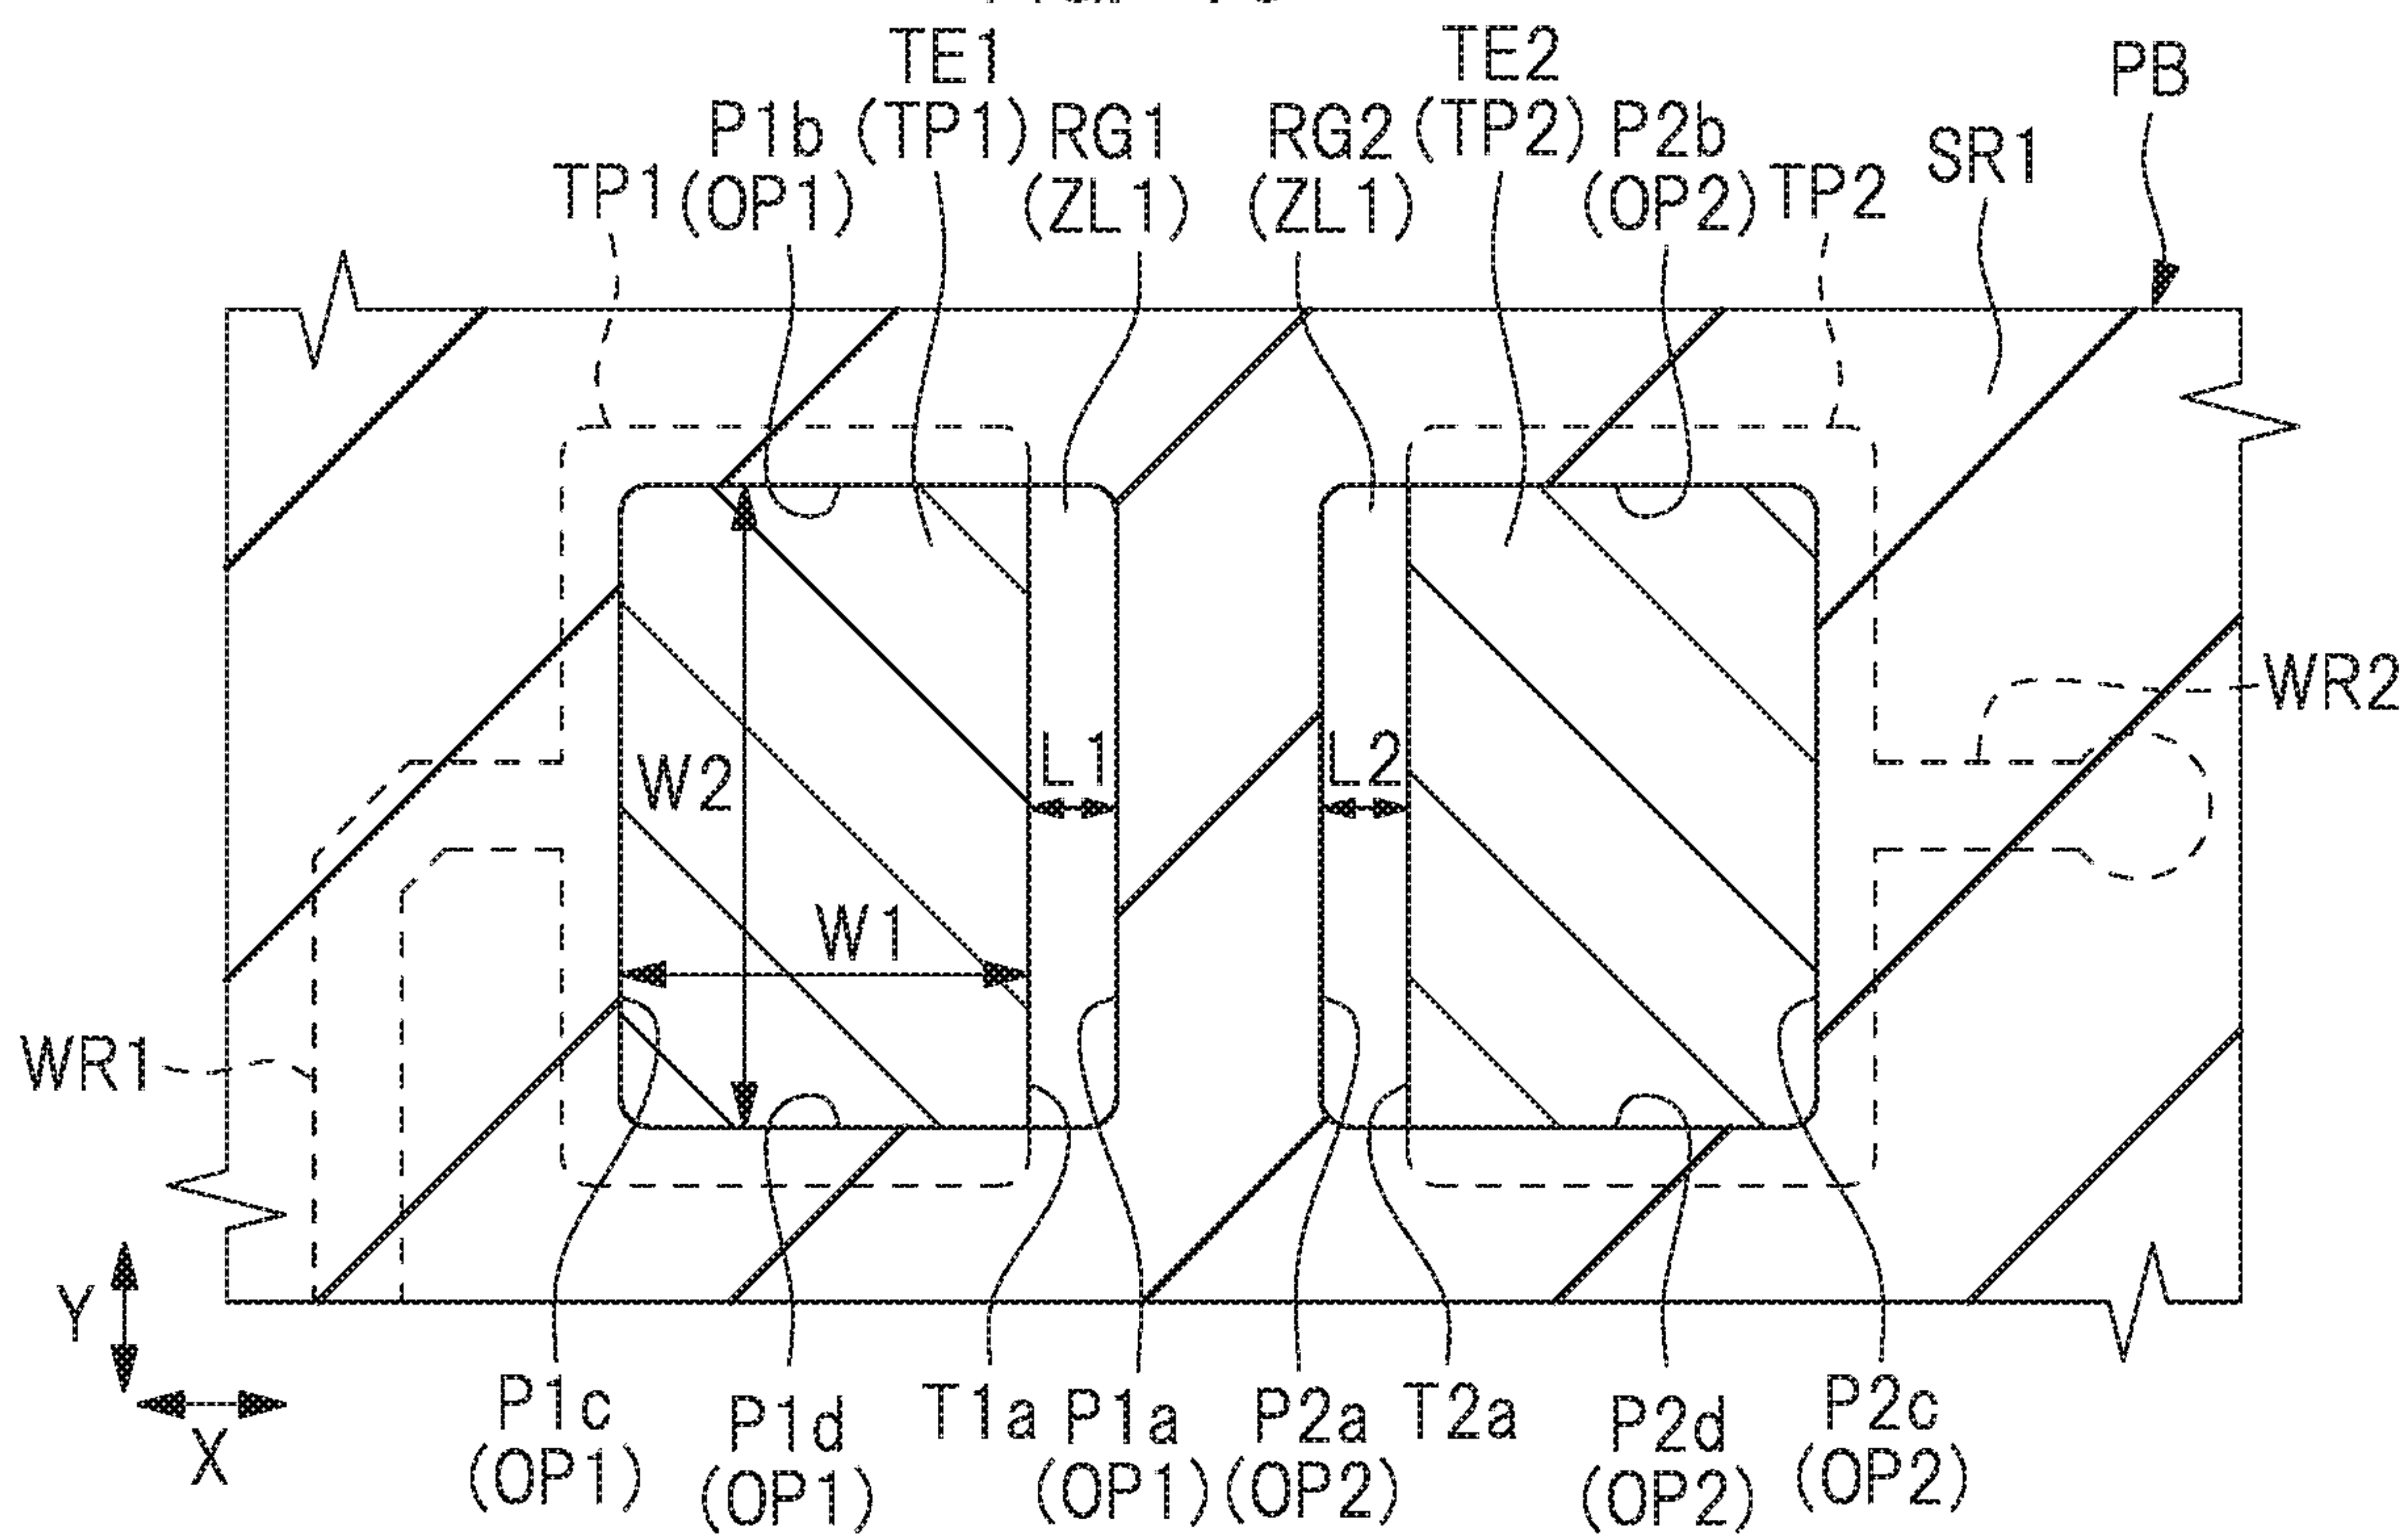 TE1 TE2 PB
P1b (TP1) RG1 RG2 (TP2) P2b SR1
TP1 (OP1) (ZL1) (ZL1) (OP2) TP2
WR2
W2 L1 L2
W1
WR1
Y
X
P1c P1d T1a P1a P2a T2a P2d P2c
(OP1) (OP1) (OP1) (OP2) (OP2) (OP2)